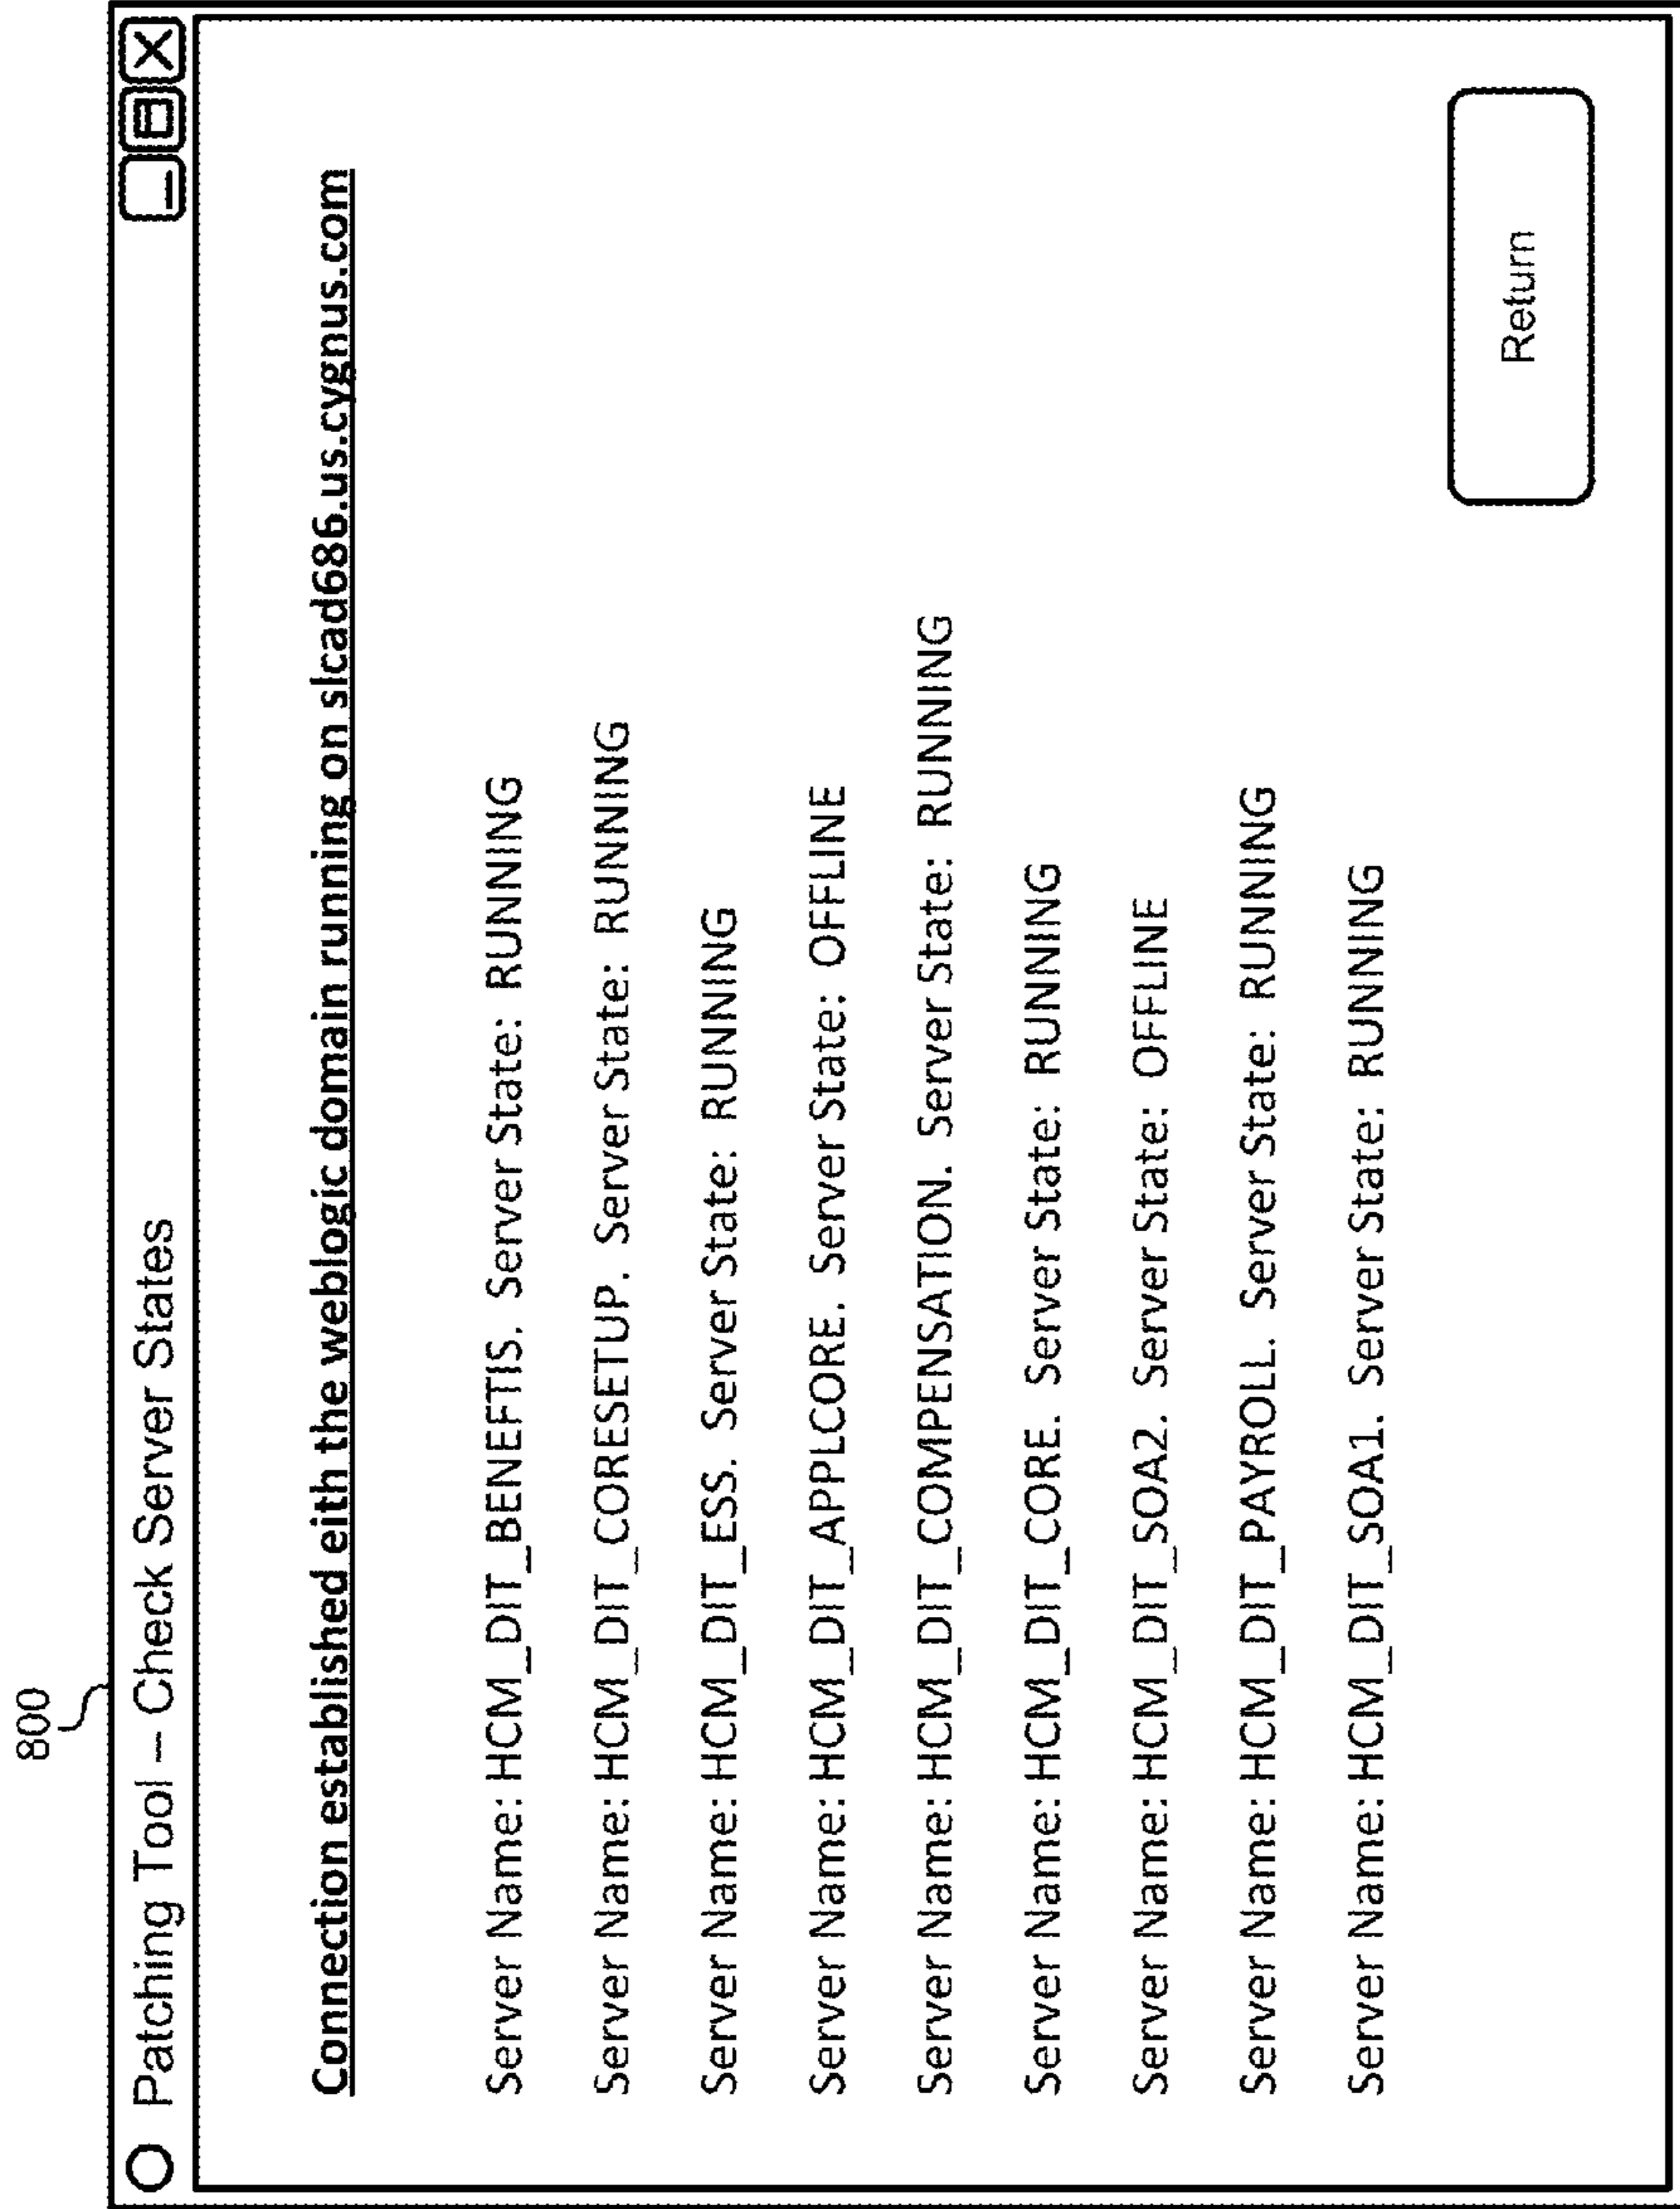 800
Patching Tool – Check Server States
Connection established eith the weblogic domain running on slcad686.us.cygnus.com
Server Name: HCM_DIT_BENEFTIS. Server State: RUNNING
Server Name: HCM_DIT_CORESETUP. Server State: RUNNING
Server Name: HCM_DIT_ESS. Server State: RUNNING
Server Name: HCM_DIT_APPLCORE. Server State: OFFLINE
Server Name: HCM_DIT_COMPENSATION. Server State: RUNNING
Server Name: HCM_DIT_CORE. Server State: RUNNING
Server Name: HCM_DIT_SOA2. Server State: OFFLINE
Server Name: HCM_DIT_PAYROLL. Server State: RUNNING
Server Name: HCM_DIT_SOA1. Server State: RUNNING
Return